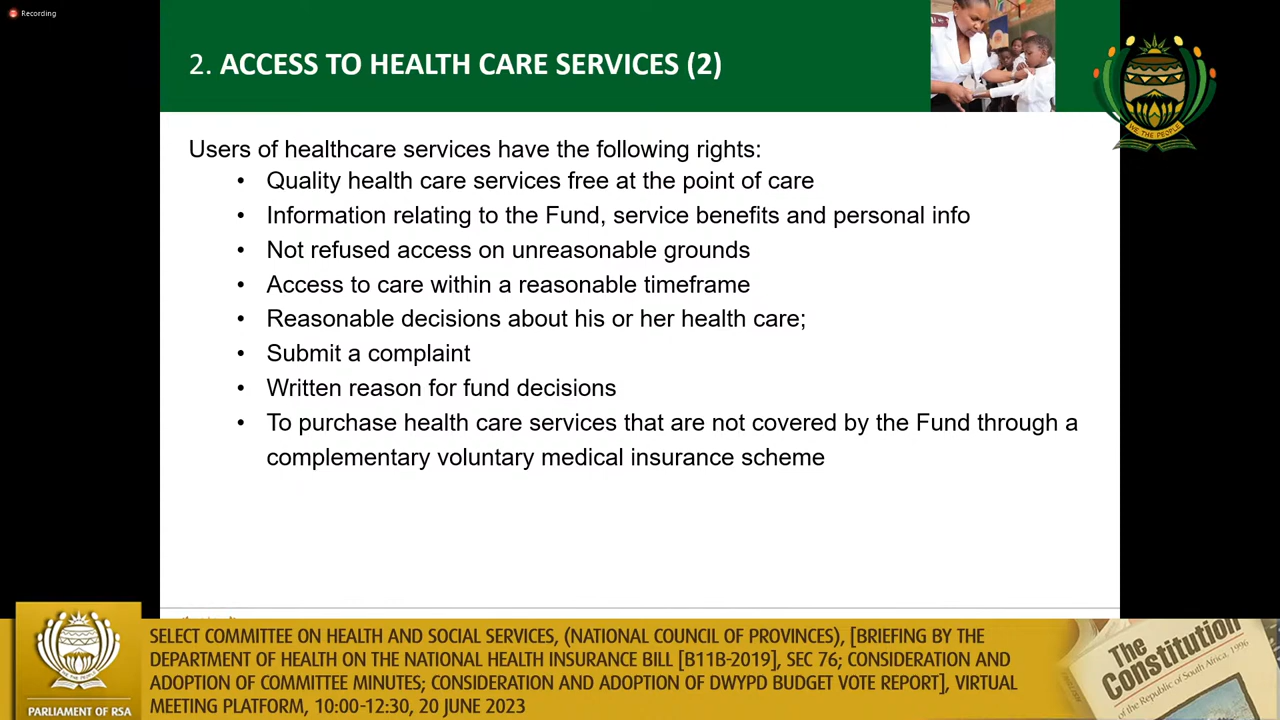 Recording
2. ACCESS TO HEALTH CARE SERVICES (2)
WE, THE PEOPLE
Users of healthcare services have the following rights:
• Quality health care services free at the point of care
• Information relating to the Fund, service benefits and personal info
• Not refused access on unreasonable grounds
• Access to care within a reasonable timeframe
• Reasonable decisions about his or her health care;
• Submit a complaint
• Written reason for fund decisions
• To purchase health care services that are not covered by the Fund through a
complementary voluntary medical insurance scheme
SELECT COMMITTEE ON HEALTH AND SOCIAL SERVICES, (NATIONAL COUNCIL OF PROVINCES), [BRIEFING BY THE
DEPARTMENT OF HEALTH ON THE NATIONAL HEALTH INSURANCE BILL [B11B-2019], SEC 76; CONSIDERATION AND
ADOPTION OF COMMITTEE MINUTES; CONSIDERATION AND ADOPTION OF DWYPD BUDGET VOTE REPORT], VIRTUAL
MEETING PLATFORM, 10:00-12:30, 20 JUNE 2023
PARLIAMENT OF RSA
The
Constitution
of the Republic of South Africa, 1996